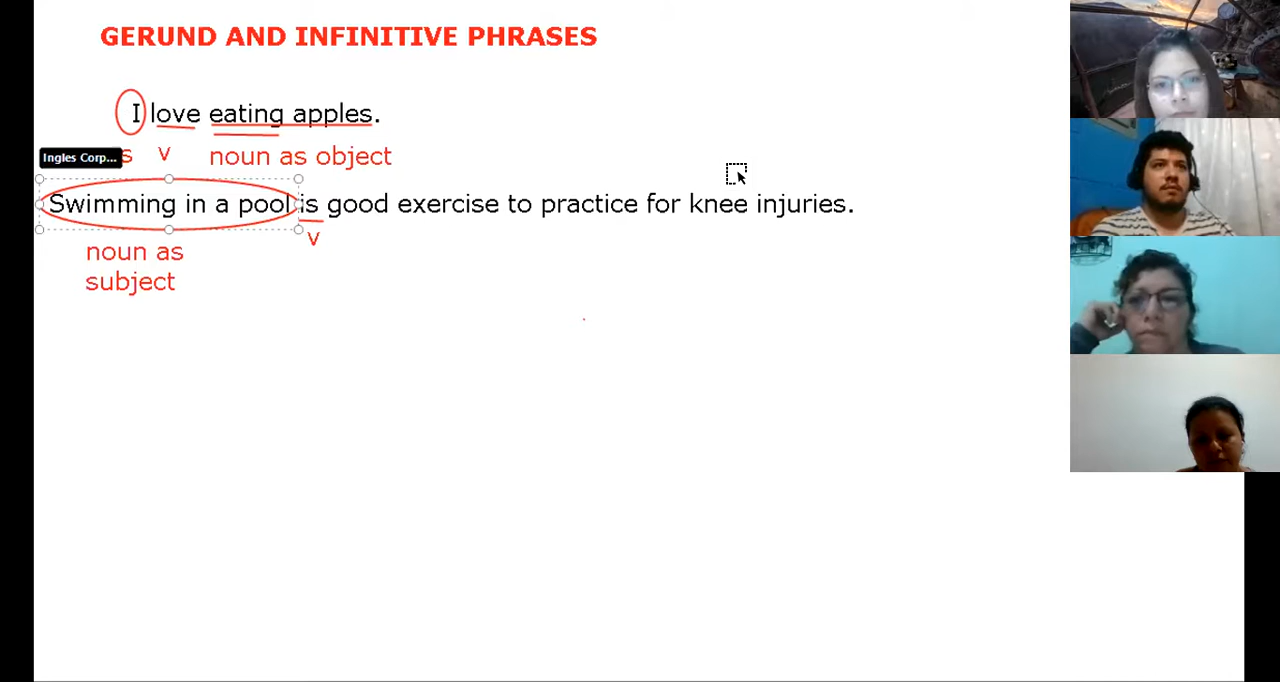 GERUND AND INFINITIVE PHRASES
I love eating apples.
Ingles Corp... s v noun as object
Swimming in a pool is good exercise to practice for knee injuries.
v
noun as
subject